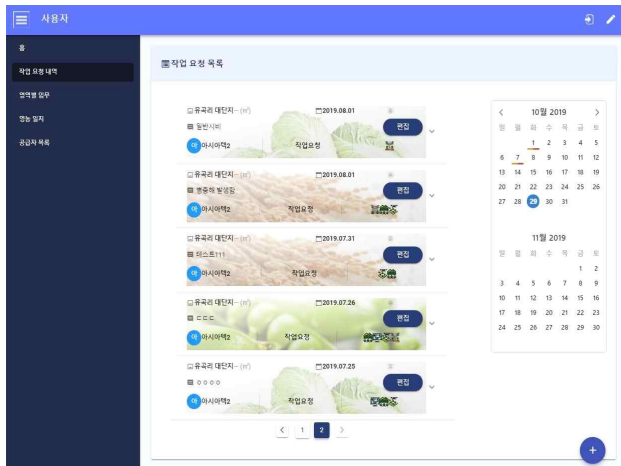 사용자
홈
작업 요청 내역
영역별 임무
영농 일지
공급자 목록
작업 요청 목록
유곡리 대단지-- (㎡) 2019.08.01
일반시비 편집
아 아시아텍2 작업요청
유곡리 대단지-- (㎡) 2019.08.01
병충해 발생함 편집
아 아시아텍2 작업요청
유곡리 대단지-- (㎡) 2019.07.31
테스트111 편집
아 아시아텍2 작업요청
유곡리 대단지-- (㎡) 2019.07.26
ㄷㄷㄷ 편집
아 아시아텍2 작업요청
유곡리 대단지-- (㎡) 2019.07.25
ㅇㅇㅇㅇ 편집
아 아시아텍2 작업요청
< 1 2 >
< 10월 2019 >
일 월 화 수 목 금 토
1 2 3 4 5
6 7 8 9 10 11 12
13 14 15 16 17 18 19
20 21 22 23 24 25 26
27 28 29 30 31
11월 2019
일 월 화 수 목 금 토
1 2
3 4 5 6 7 8 9
10 11 12 13 14 15 16
17 18 19 20 21 22 23
24 25 26 27 28 29 30
+